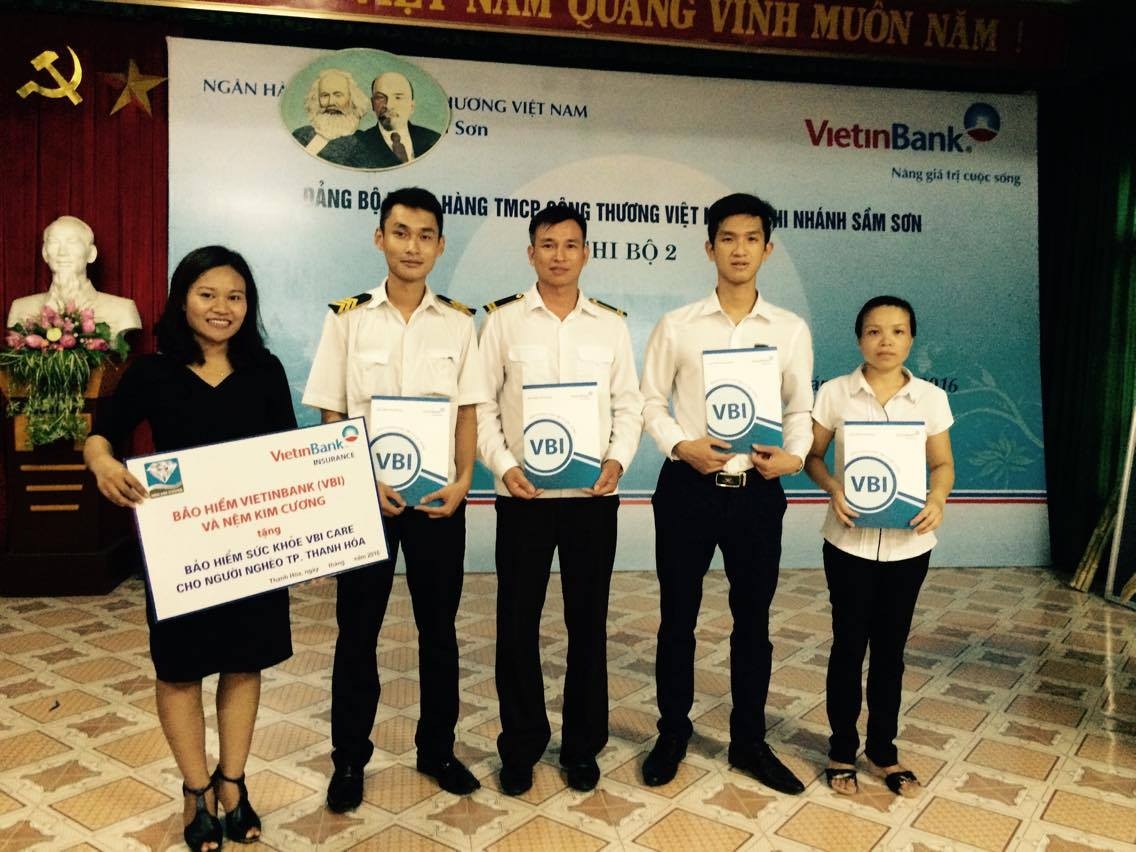 VIỆT NAM QUANG VINH MUÔN NĂM !
NGÂN HÀ HƯƠNG VIỆT NAM
Sơn
VietinBank
Nâng giá trị cuộc sống
ĐẢNG BỘ HÀNG TMCP CÔNG THƯƠNG VIỆT HI NHÁNH SẦM SƠN
HI BỘ 2
2016
VietinBank
INSURANCE
BẢO HIỂM VIETINBANK (VBI)
VÀ NỆM KIM CƯƠNG
tặng
BẢO HIỂM SỨC KHỎE VBI CARE
CHO NGƯỜI NGHÈO TP. THANH HÓA
Thanh Hóa, ngày tháng năm 2016
VBI
VBI
VBI
VBI